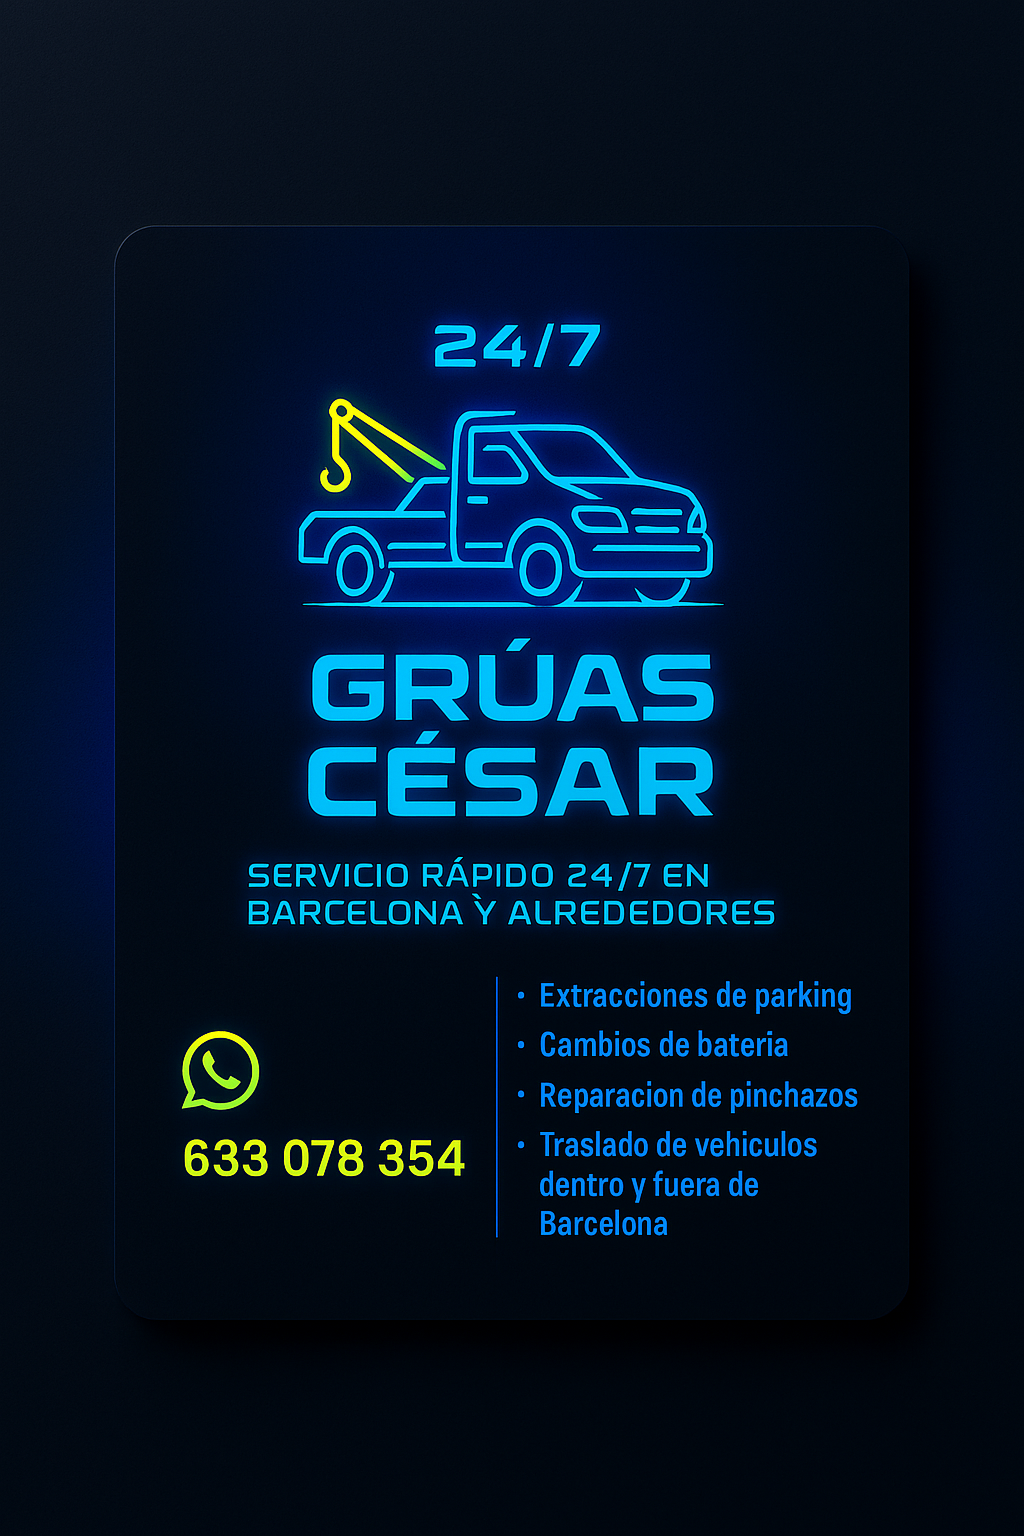 24/7
GRÚAS
CÉSAR
SERVICIO RÁPIDO 24/7 EN
BARCELONA Ỳ ALREDEDORES
633 078 354
• Extracciones de parking
• Cambios de bateria
• Reparacion de pinchazos
• Traslado de vehiculos
dentro y fuera de
Barcelona